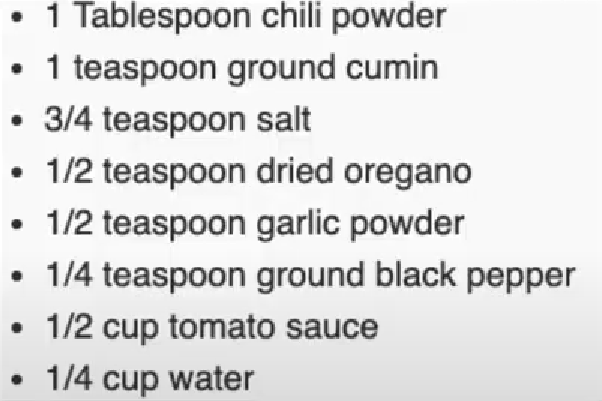 • 1 Tablespoon chili powder
• 1 teaspoon ground cumin
• 3/4 teaspoon salt
• 1/2 teaspoon dried oregano
• 1/2 teaspoon garlic powder
• 1/4 teaspoon ground black pepper
• 1/2 cup tomato sauce
• 1/4 cup water